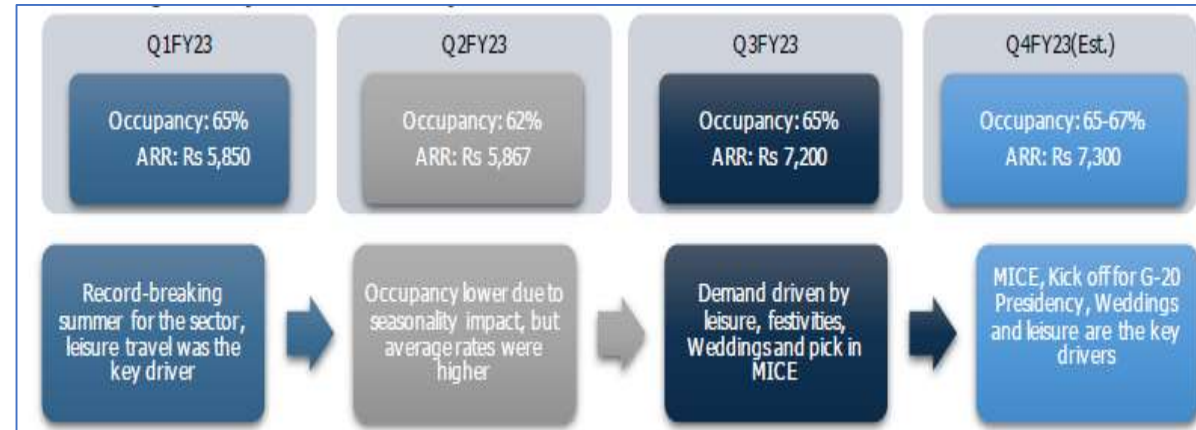 Q1FY23
Occupancy: 65%
ARR: Rs 5,850
Q2FY23
Occupancy: 62%
ARR: Rs 5,867
Q3FY23
Occupancy: 65%
ARR: Rs 7,200
Q4FY23(Est.)
Occupancy: 65-67%
ARR: Rs 7,300
Record-breaking
summer for the sector,
leisure travel was the
key driver
Occupancy lower due to
seasonality impact, but
average rates were
higher
Demand driven by
leisure, festivities,
Weddings and pick in
MICE
MICE, Kick off for G-20
Presidency, Weddings
and leisure are the key
drivers